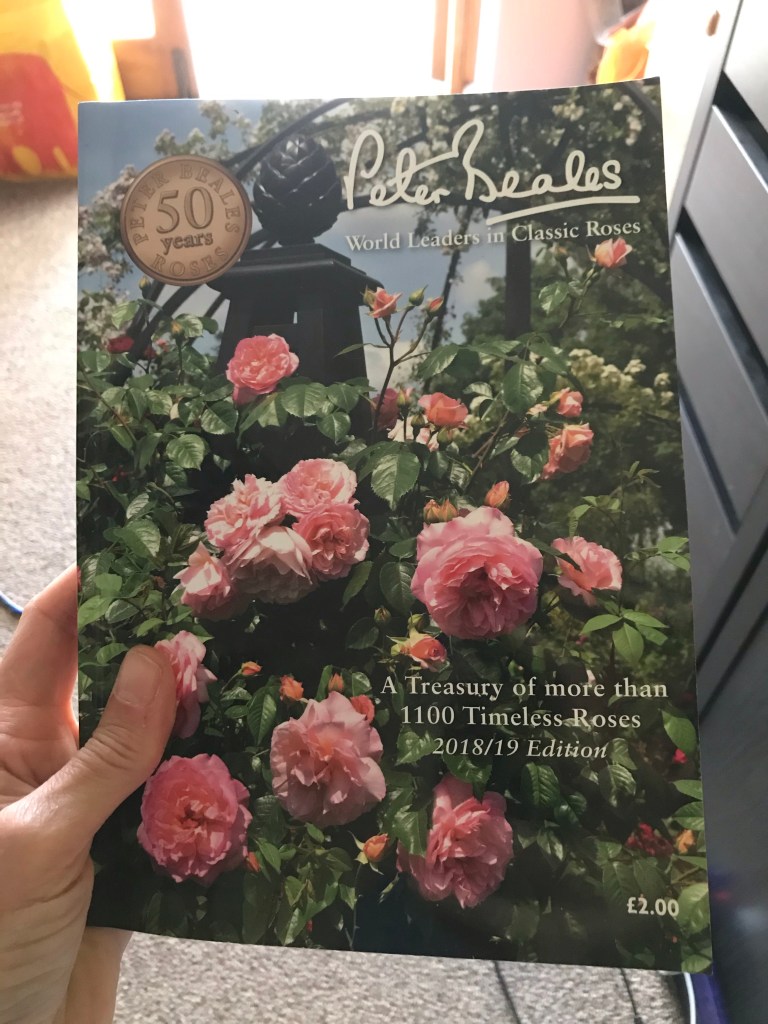 PETER BEALES
50
years
ROSES
Peter Beales
World Leaders in Classic Roses
A Treasury of more than
1100 Timeless Roses
2018/19 Edition
£2.00